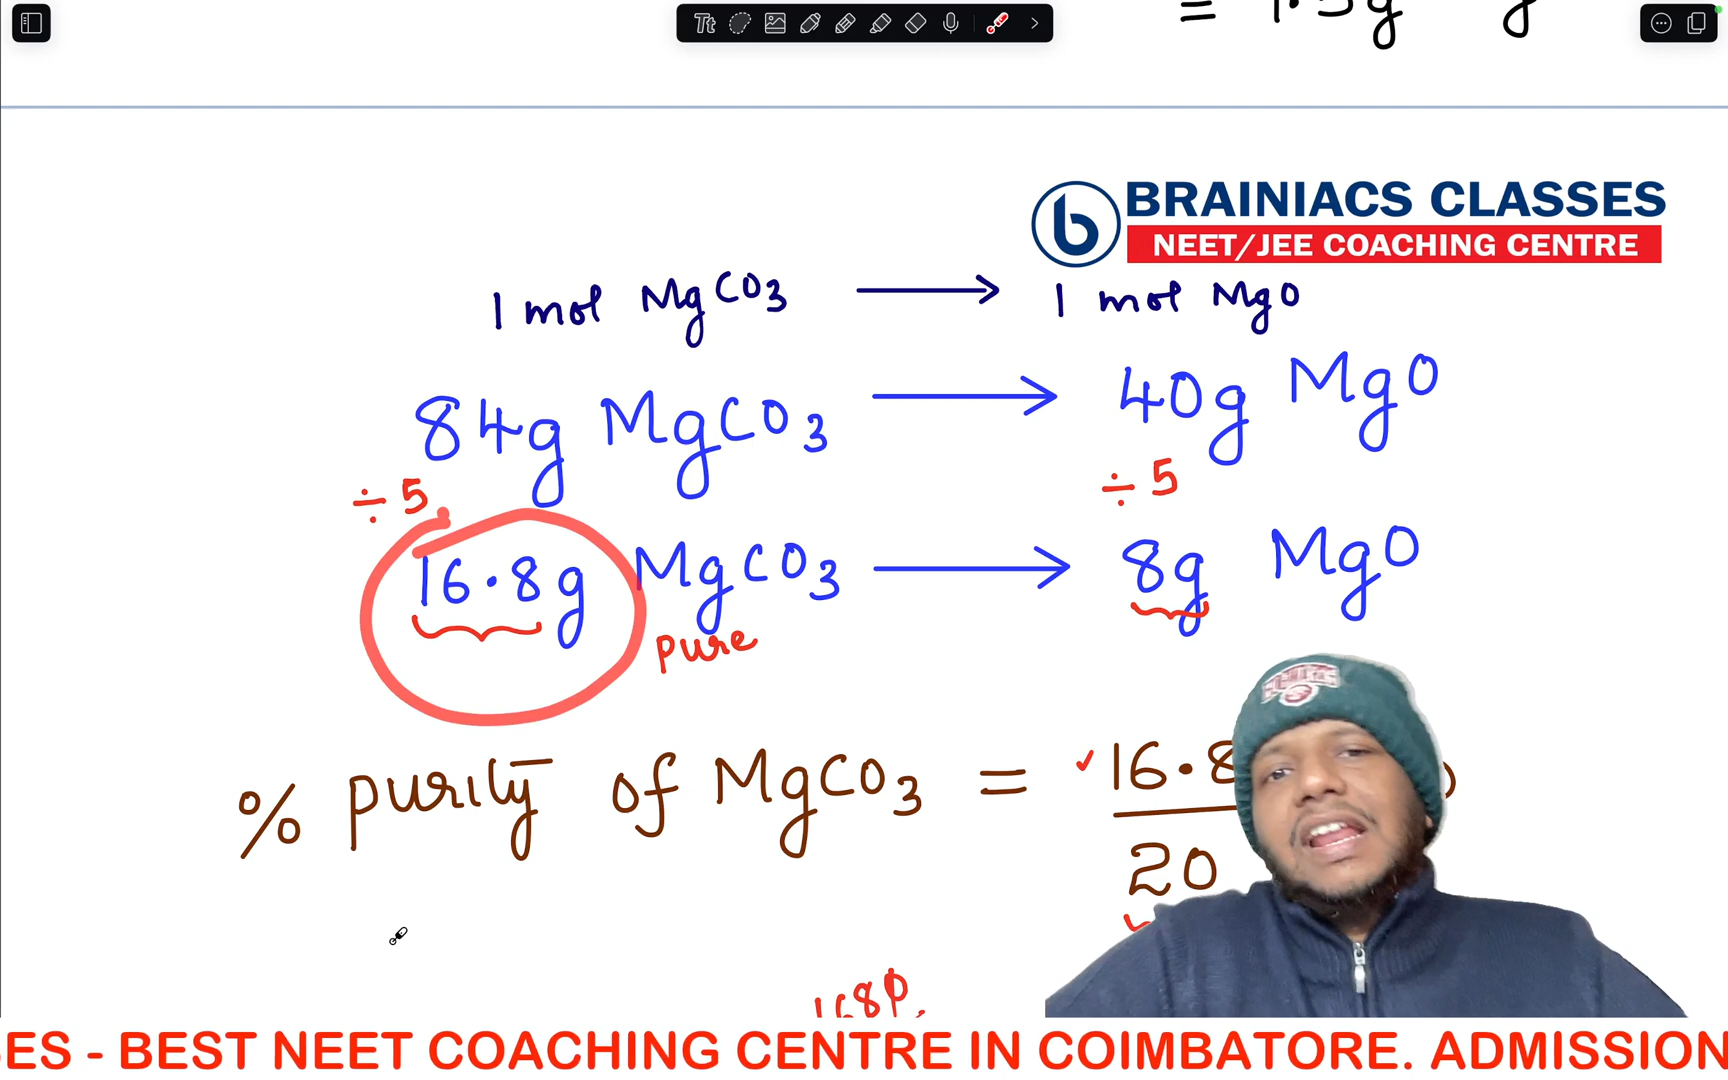 = 1.5g
BRAINIACS CLASSES
NEET/JEE COACHING CENTRE
1 mol MgCO3 → 1 mol MgO
84g MgCO3 → 40g MgO
÷5 ÷5
16.8g MgCO3 → 8g MgO
pure
% purity of MgCO3 = 16.8
20
1680
ES - BEST NEET COACHING CENTRE IN COIMBATORE. ADMISSION